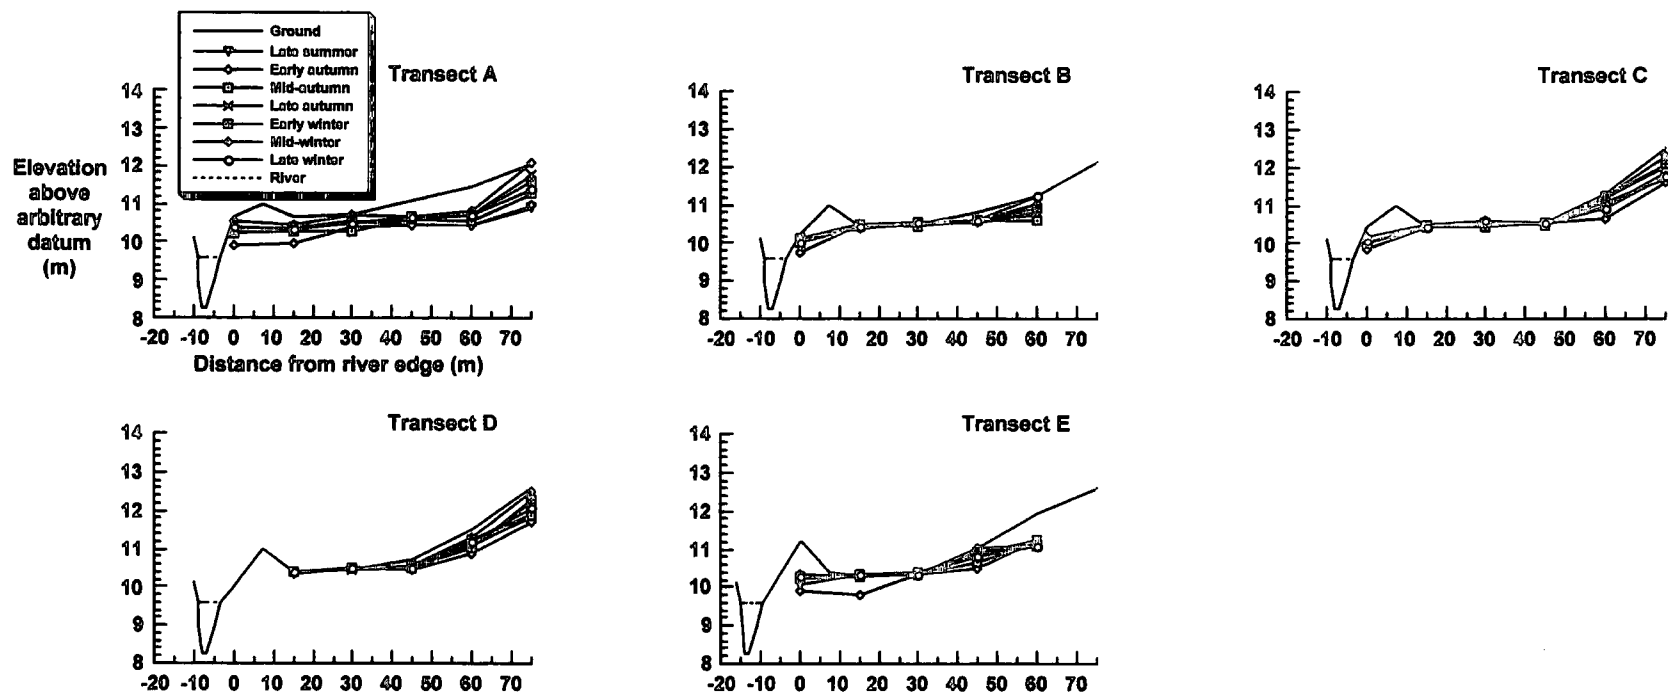 Ground
Late summer
Early autumn
Mid-autumn
Late autumn
Early winter
Mid-winter
Late winter
River
Transect A
Transect B
Transect C
Elevation
above
arbitrary
datum
(m)
14
13
12
11
10
9
8
-20 -10 0 10 20 30 40 50 60 70
Distance from river edge (m)
14
13
12
11
10
9
8
-20 -10 0 10 20 30 40 50 60 70
14
13
12
11
10
9
8
-20 -10 0 10 20 30 40 50 60 70
Transect D
14
13
12
11
10
9
8
-20 -10 0 10 20 30 40 50 60 70
Transect E
14
13
12
11
10
9
8
-20 -10 0 10 20 30 40 50 60 70